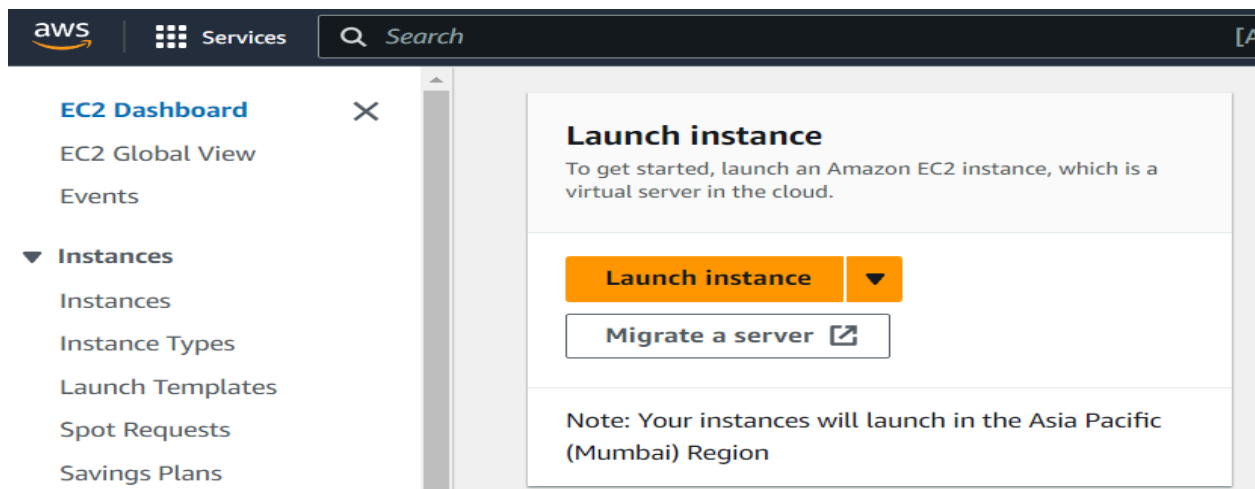 aws
Services
Search
[A
EC2 Dashboard
EC2 Global View
Events
Instances
Instances
Instance Types
Launch Templates
Spot Requests
Savings Plans
Launch instance
To get started, launch an Amazon EC2 instance, which is a
virtual server in the cloud.
Launch instance
Migrate a server
Note: Your instances will launch in the Asia Pacific
(Mumbai) Region